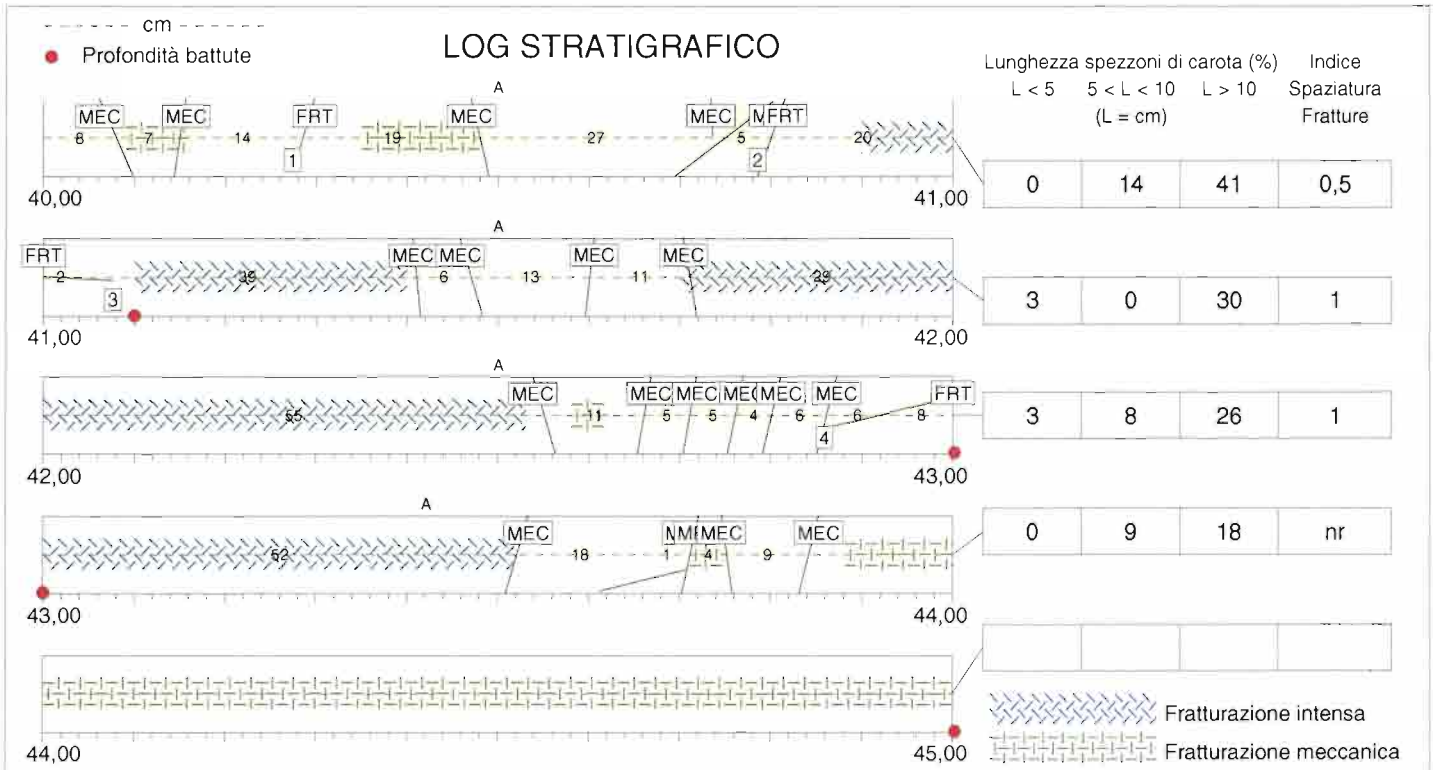 cm
Profondità battute
LOG STRATIGRAFICO
Lunghezza spezzoni di carota (%) Indice
L < 5 5 < L < 10 L > 10 Spaziatura
(L = cm) Fratture
A
MEC MEC FRT MEC MEC FRT
8 7 14 19 27 5 20
1 2
40,00 41,00
0 14 41 0,5
A
FRT MEC MEC MEC MEC
2 39 6 13 11 29
3
41,00 42,00
3 0 30 1
A
MEC MEC MEC MEC MEC MEC FRT
55 11 5 5 4 6 6 8
4
42,00 43,00
3 8 26 1
A
MEC MEC MEC
52 18 1 4 9
43,00 44,00
0 9 18 nr
44,00 45,00
Fratturazione intensa
Fratturazione meccanica